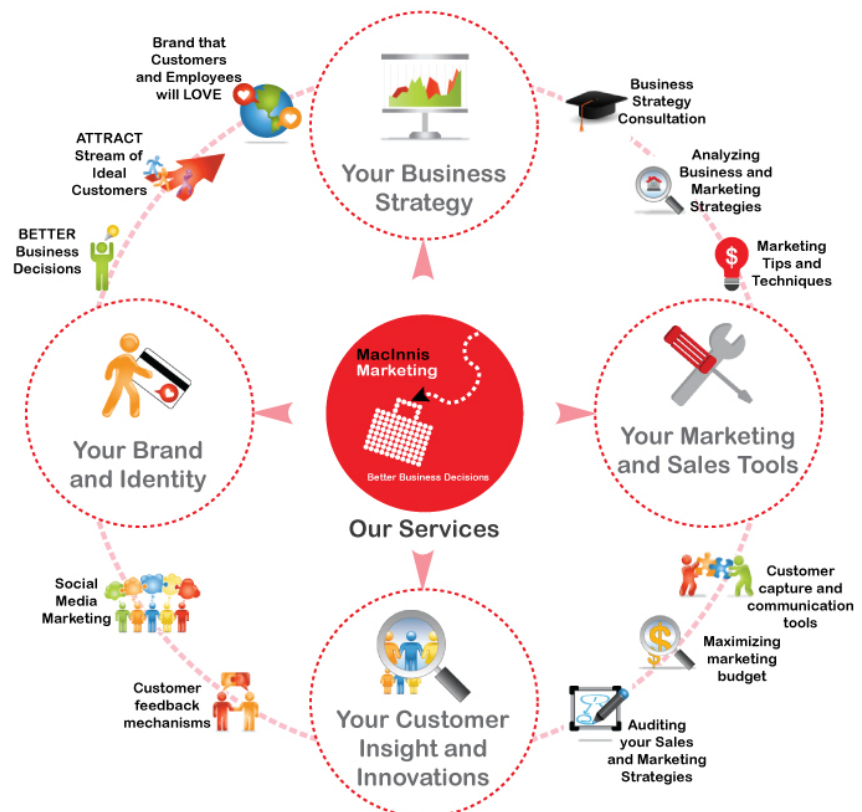 Brand that
Customers
and Employees
will LOVE
Business
Strategy
Consultation
ATTRACT
Stream of
Ideal
Customers
Your Business
Strategy
Analyzing
Business and
Marketing
Strategies
BETTER
Business
Decisions
$
Marketing
Tips and
Techniques
MacInnis
Marketing
Better Business Decisions
Your Brand
and Identity
Your Marketing
and Sales Tools
Our Services
Social
Media
Marketing
Customer
capture and
communication
tools
$
$
Maximizing
marketing
budget
Customer
feedback
mechanisms
Your Customer
Insight and
Innovations
Auditing
your Sales
and Marketing
Strategies